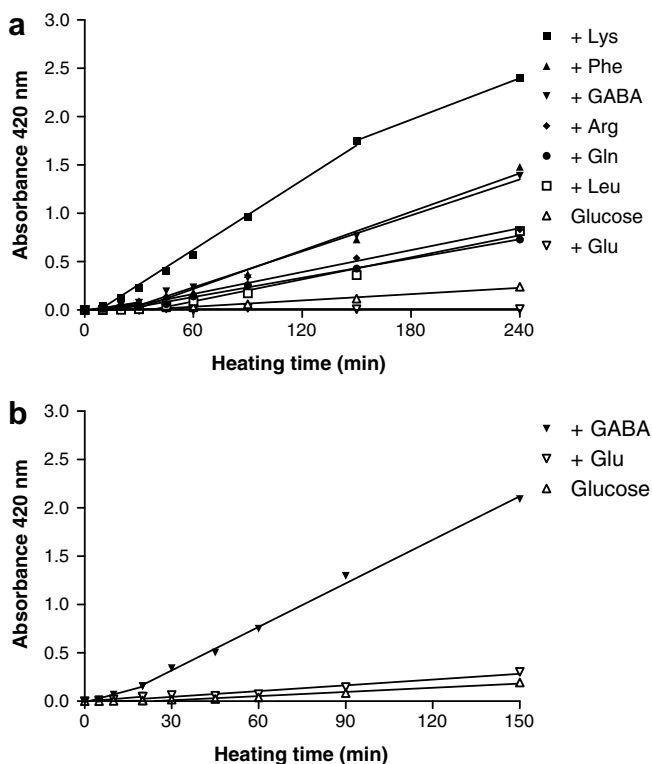 a
3.0
2.5
2.0
1.5
1.0
0.5
0.0
Absorbance 420 nm
60
120
180
240
Heating time (min)
+ Lys
+ Phe
+ GABA
+ Arg
+ Gln
+ Leu
Glucose
+ Glu
b
3.0
2.5
2.0
1.5
1.0
0.5
0.0
Absorbance 420 nm
0
30
60
90
120
150
Heating time (min)
+ GABA
+ Glu
Glucose